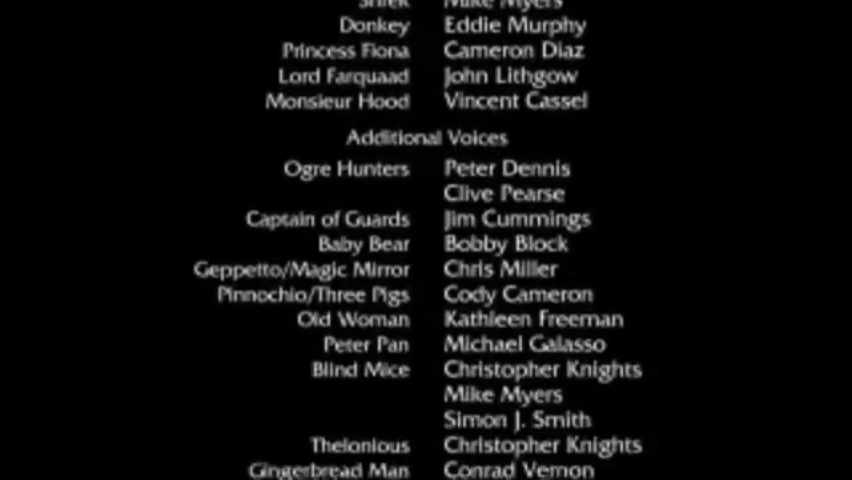 Shrek Mike Myers
Donkey Eddie Murphy
Princess Fiona Cameron Diaz
Lord Farquaad John Lithgow
Monsieur Hood Vincent Cassel
Additional Voices
Ogre Hunters Peter Dennis
Clive Pearse
Captain of Guards Jim Cummings
Baby Bear Bobby Block
Geppetto/Magic Mirror Chris Miller
Pinnochio/Three Pigs Cody Cameron
Old Woman Kathleen Freeman
Peter Pan Michael Galasso
Blind Mice Christopher Knights
Mike Myers
Simon J. Smith
Thelonious Christopher Knights
Gingerbread Man Conrad Vernon